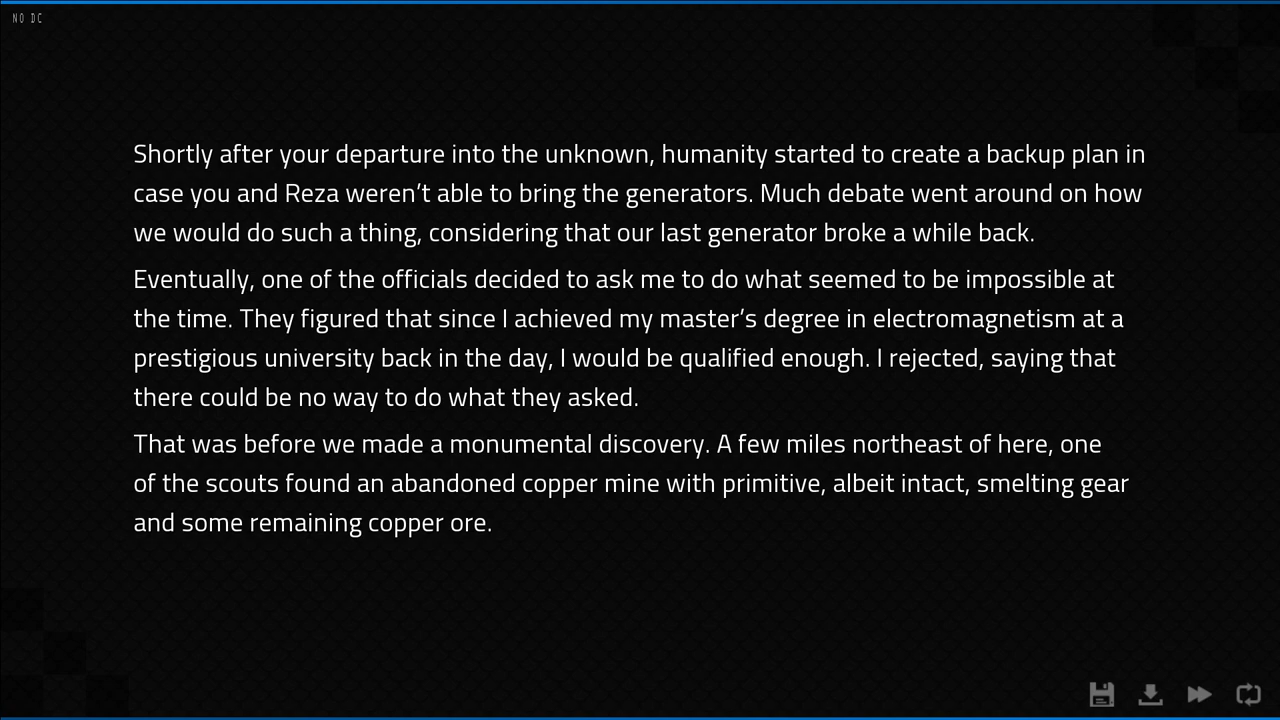 NO DC
Shortly after your departure into the unknown, humanity started to create a backup plan in
case you and Reza weren’t able to bring the generators. Much debate went around on how
we would do such a thing, considering that our last generator broke a while back.
Eventually, one of the officials decided to ask me to do what seemed to be impossible at
the time. They figured that since I achieved my master’s degree in electromagnetism at a
prestigious university back in the day, I would be qualified enough. I rejected, saying that
there could be no way to do what they asked.
That was before we made a monumental discovery. A few miles northeast of here, one
of the scouts found an abandoned copper mine with primitive, albeit intact, smelting gear
and some remaining copper ore.